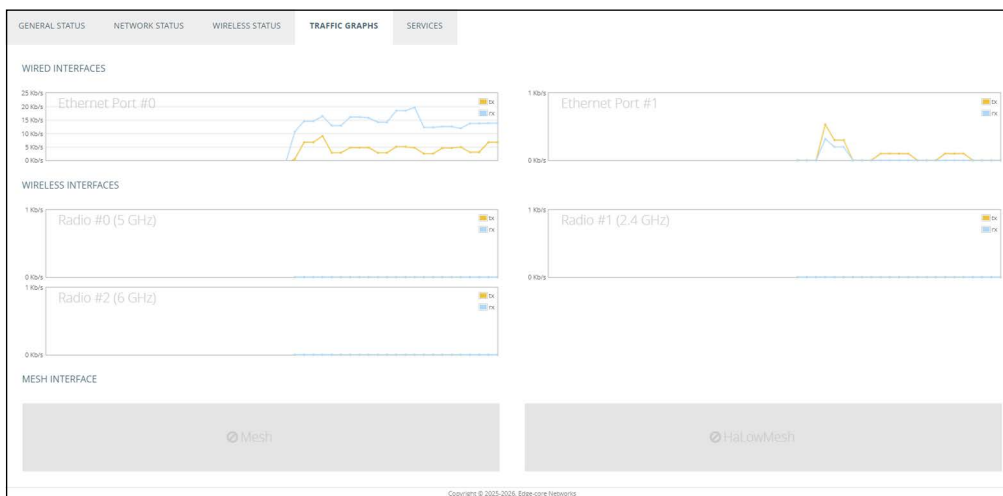 GENERAL STATUS NETWORK STATUS WIRELESS STATUS TRAFFIC GRAPHS SERVICES
WIRED INTERFACES
25 Kb/s
20 Kb/s
15 Kb/s
10 Kb/s
5 Kb/s
0 Kb/s
Ethernet Port #0
tx
rx
1 Kb/s
0 Kb/s
Ethernet Port #1
tx
rx
WIRELESS INTERFACES
1 Kb/s
0 Kb/s
Radio #0 (5 GHz)
tx
rx
1 Kb/s
0 Kb/s
Radio #1 (2.4 GHz)
tx
rx
1 Kb/s
0 Kb/s
Radio #2 (6 GHz)
tx
rx
MESH INTERFACE
Mesh
HaLowMesh
Copyright © 2025-2026. Edge-core Networks